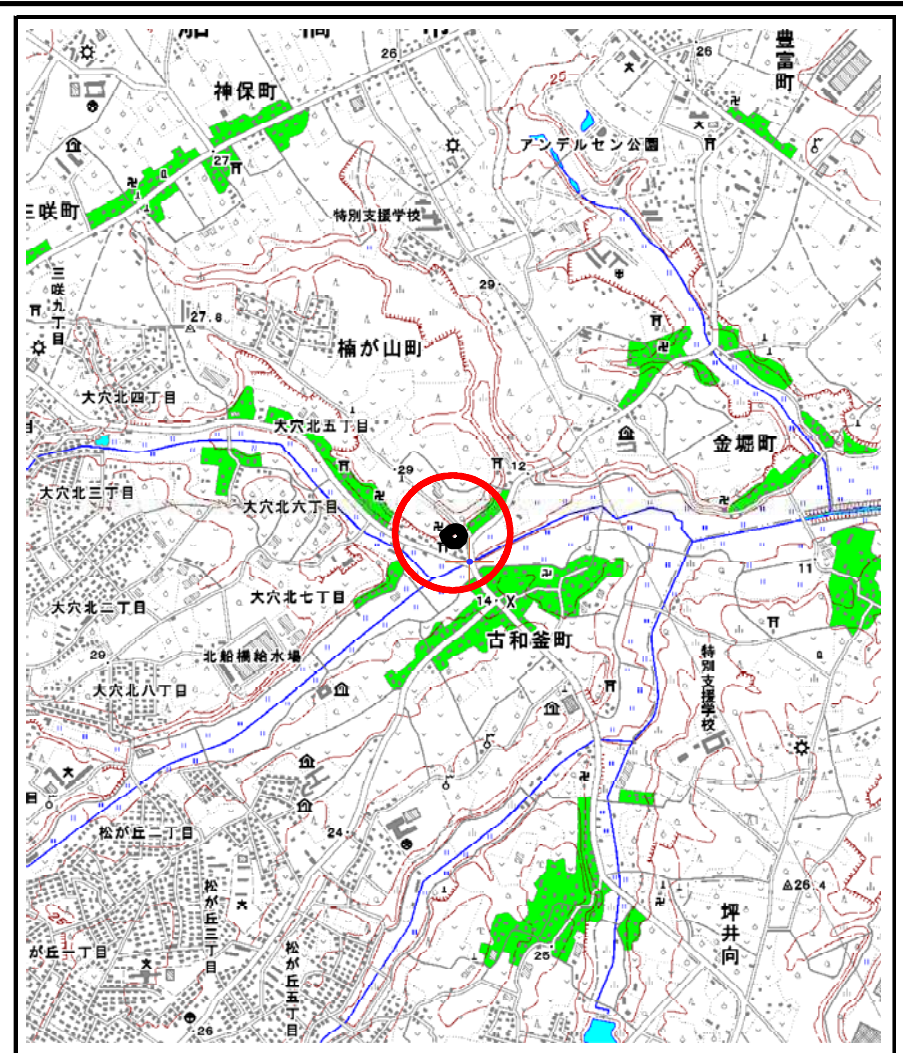 船橋市
26
神保町
26
豊富町
25
アンデルセン公園
27
三咲町
特別支援学校
29
三咲九丁目
27.6
楠が山町
大穴北四丁目
大穴北五丁目
29
12
金堀町
大穴北三丁目
大穴北六丁目
11
大穴北二丁目
大穴北七丁目
14
古和釜町
特別支援学校
29
北船橋給水場
大穴北八丁目
目
24
松が丘二丁目
26.4
松が丘三丁目
坪井向
25
が丘一丁目
松が丘五丁目
25
26